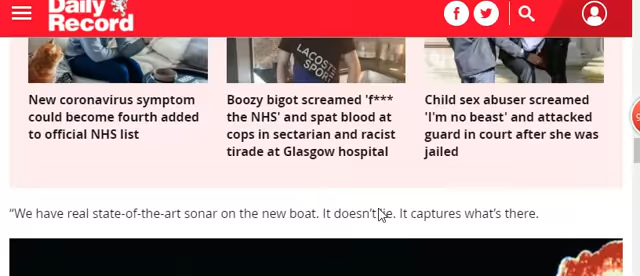 Daily
Record
LACOSTE
SPORT
New coronavirus symptom
could become fourth added
to official NHS list
Boozy bigot screamed 'f***
the NHS' and spat blood at
cops in sectarian and racist
tirade at Glasgow hospital
Child sex abuser screamed
'I'm no beast' and attacked
guard in court after she was
jailed
“We have real state-of-the-art sonar on the new boat. It doesn’t lie. It captures what’s there.